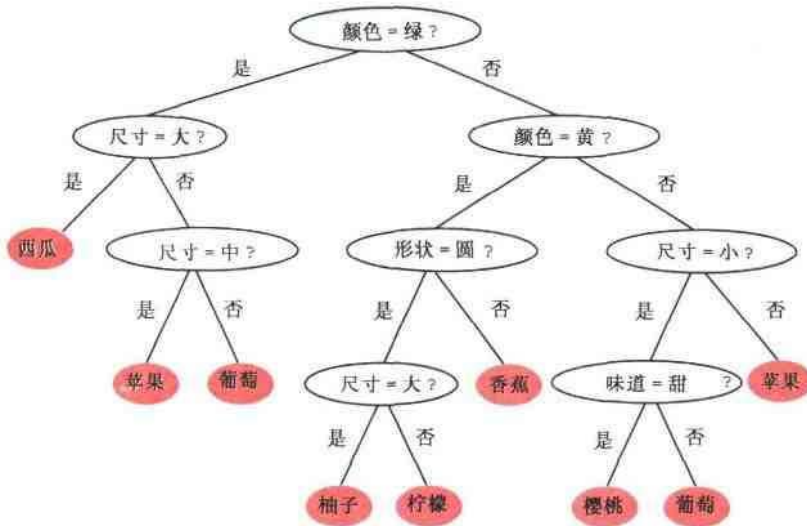 颜色=绿?
是 否
尺寸=大? 颜色=黄?
是 否 是 否
西瓜 尺寸=中? 形状=圆? 尺寸=小?
是 否 是 否 是 否
苹果 葡萄 尺寸=大? 香蕉 味道=甜? 苹果
是 否 是 否
柚子 柠檬 樱桃 葡萄